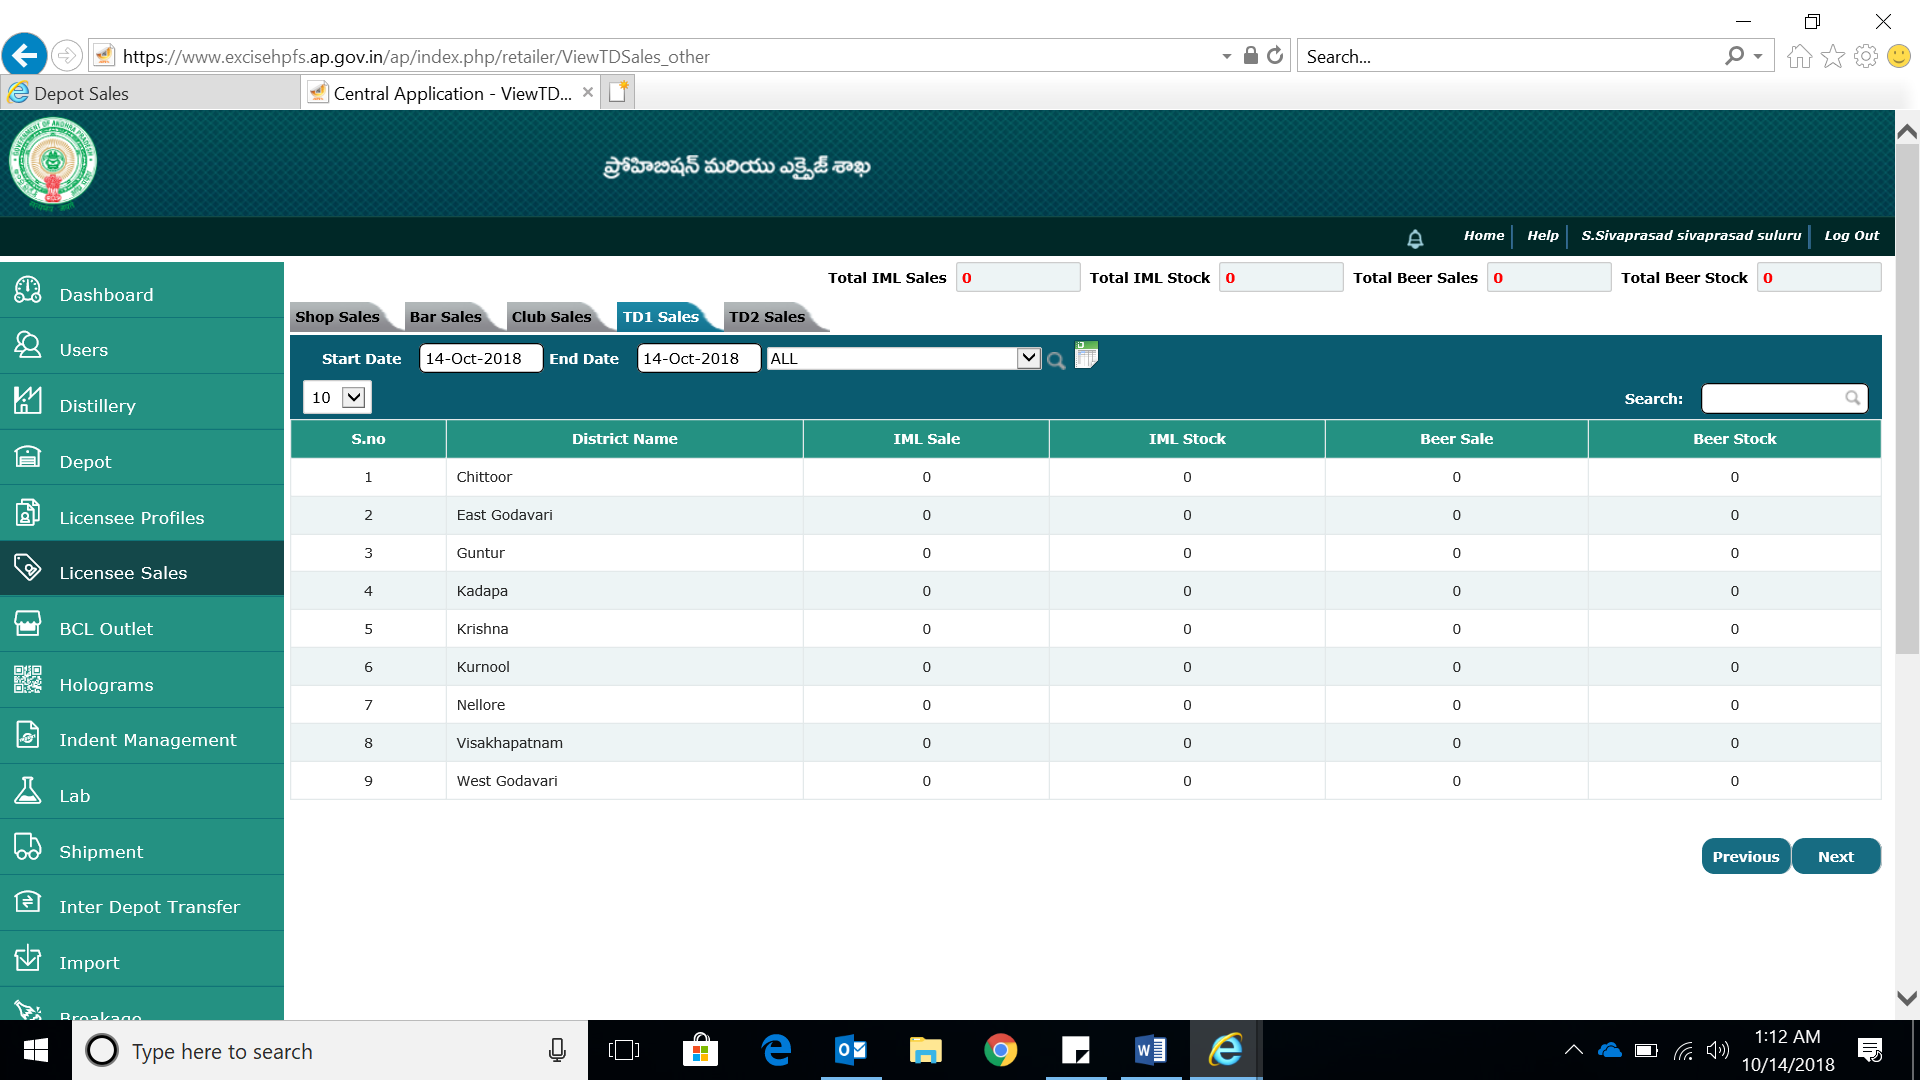 https://www.excisehpfs.ap.gov.in/ap/index.php/retailer/ViewTDSales_other
Search...
Depot Sales
Central Application - ViewTD...
ప్రోహిబిషన్ మరియు ఎక్సైజ్ శాఖ
Home Help S.Sivaprasad sivaprasad suluru Log Out
Total IML Sales 0 Total IML Stock 0 Total Beer Sales 0 Total Beer Stock 0
Shop Sales Bar Sales Club Sales TD1 Sales TD2 Sales
Start Date 14-Oct-2018 End Date 14-Oct-2018 ALL
10 Search:
S.no District Name IML Sale IML Stock Beer Sale Beer Stock
1 Chittoor 0 0 0 0
2 East Godavari 0 0 0 0
3 Guntur 0 0 0 0
4 Kadapa 0 0 0 0
5 Krishna 0 0 0 0
6 Kurnool 0 0 0 0
7 Nellore 0 0 0 0
8 Visakhapatnam 0 0 0 0
9 West Godavari 0 0 0 0
Previous Next
Dashboard
Users
Distillery
Depot
Licensee Profiles
Licensee Sales
BCL Outlet
Holograms
Indent Management
Lab
Shipment
Inter Depot Transfer
Import
Breakage
Type here to search
1:12 AM
10/14/2018